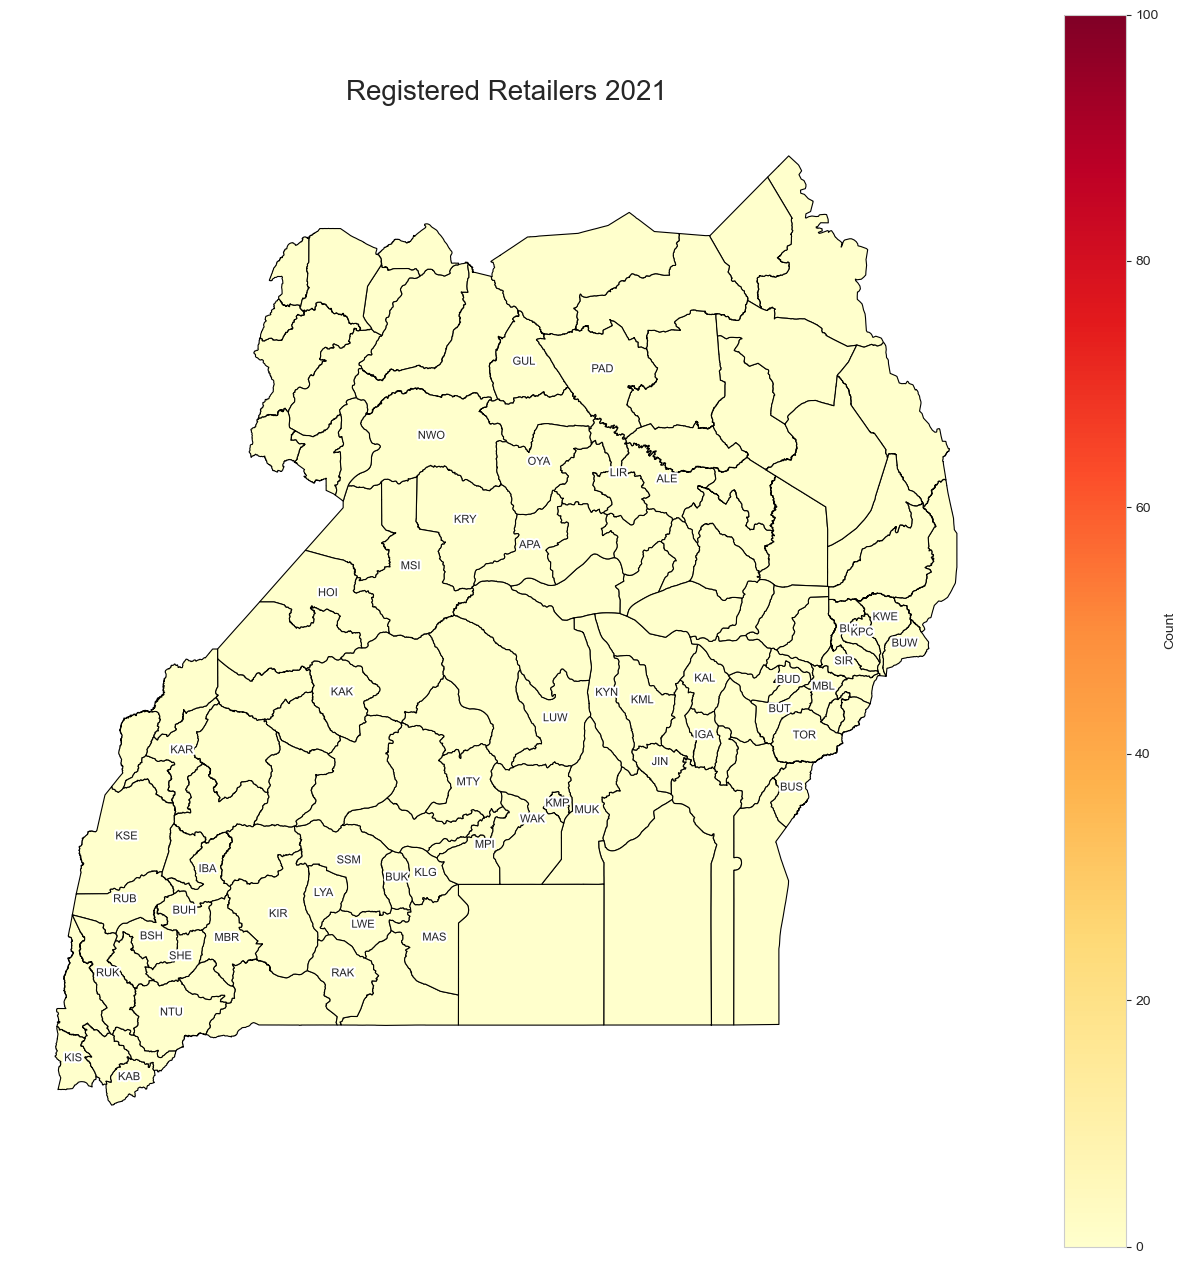 Registered Retailers 2021
100
80
60
40
20
0
Count
GUL
PAD
NWO
OYA
LIR
ALE
KRY
APA
MSI
HOI
KWE
KPC
BUW
SIR
KAL
BUD
MBL
KAK
KYN
KML
LUW
BUT
IGA
TOR
KAR
JIN
MTY
BUS
KMP
MUK
WAK
KSE
MPI
SSM
IBA
BUK
KLG
LYA
RUB
BUH
KIR
LWE
BSH
MBR
MAS
SHE
RUK
RAK
NTU
KIS
KAB